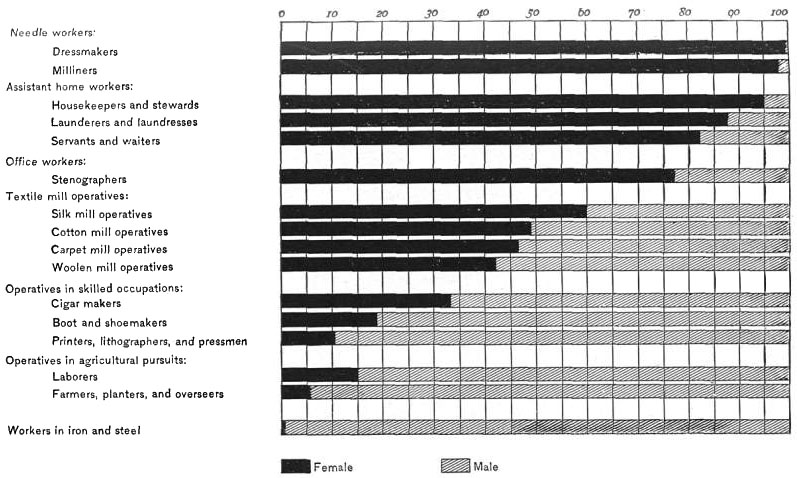 0 10 20 30 40 50 60 70 80 90 100
Needle workers:
Dressmakers
Milliners
Assistant home workers:
Housekeepers and stewards
Launderers and laundresses
Servants and waiters
Office workers:
Stenographers
Textile mill operatives:
Silk mill operatives
Cotton mill operatives
Carpet mill operatives
Woolen mill operatives
Operatives in skilled occupations:
Cigar makers
Boot and shoemakers
Printers, lithographers, and pressmen
Operatives in agricultural pursuits:
Laborers
Farmers, planters, and overseers
Workers in iron and steel
Female Male